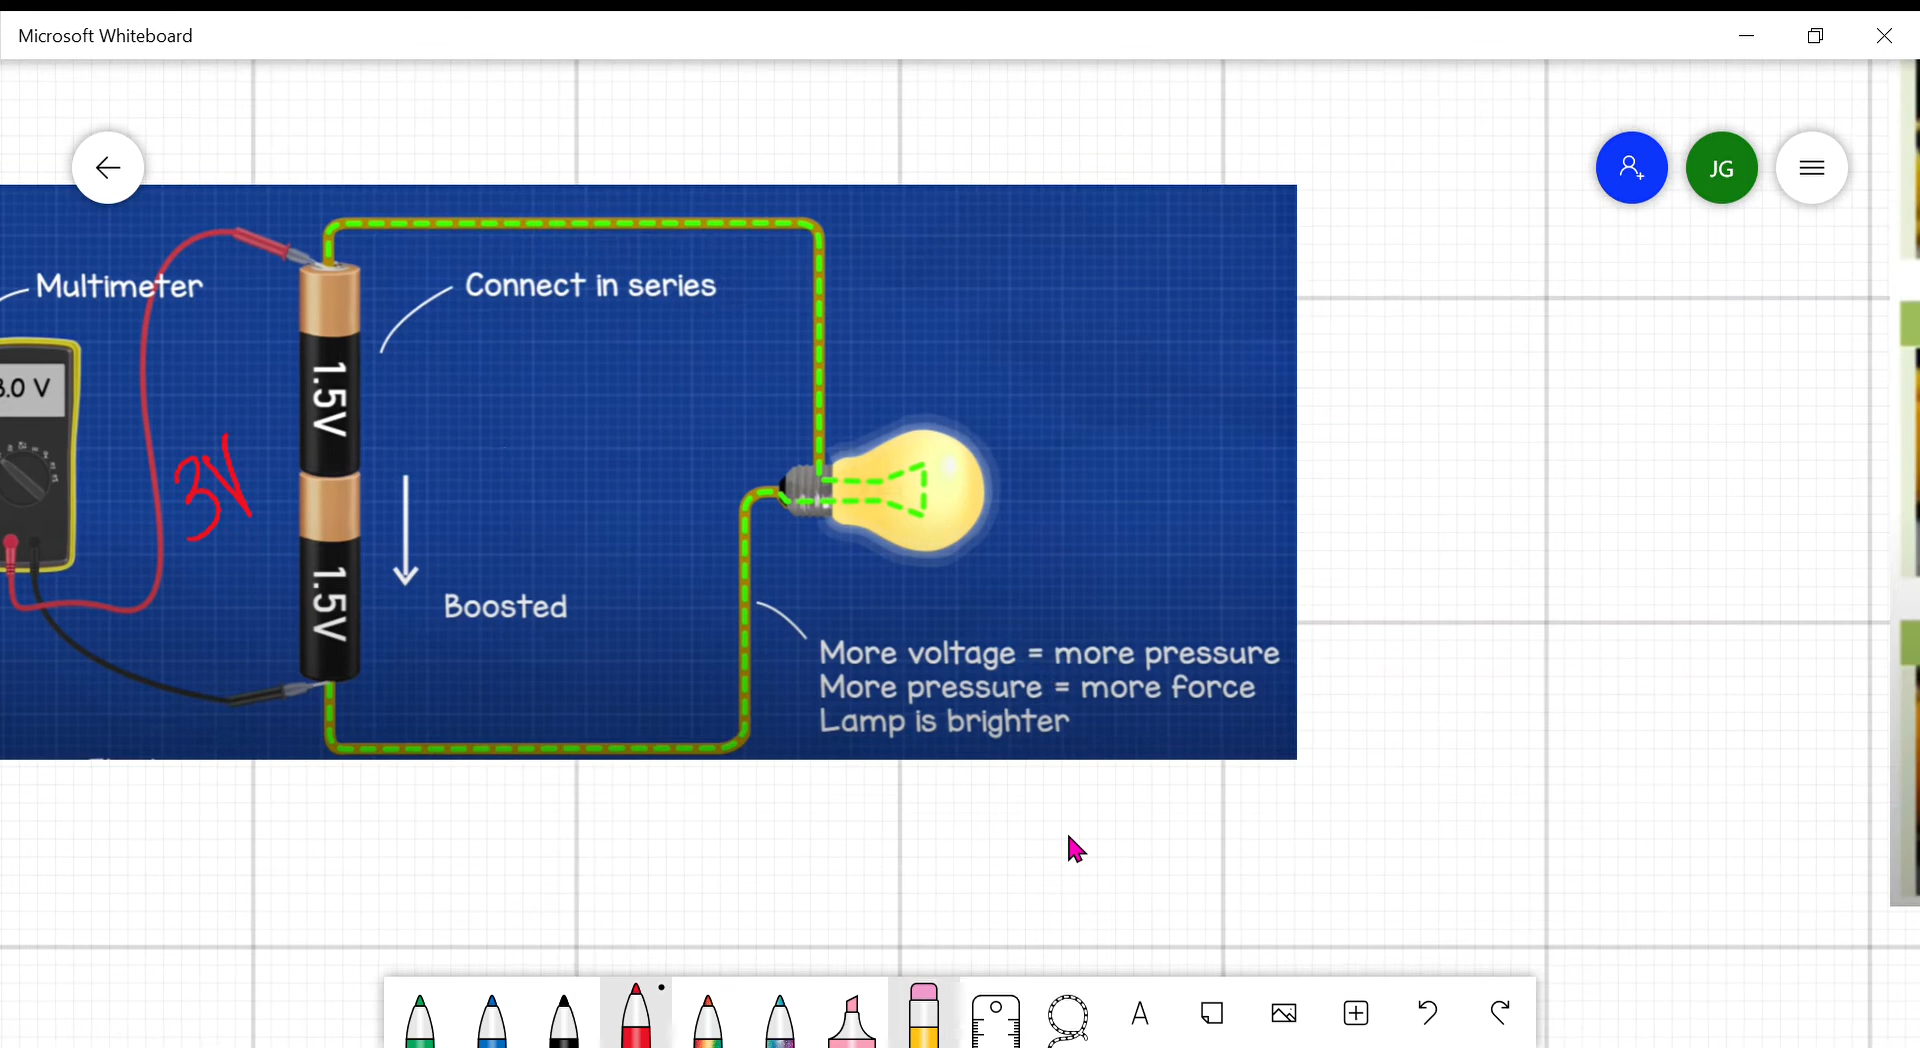 Microsoft Whiteboard
JG
Multimeter
Connect in series
.0 V
1.5V
3V
1.5V
Boosted
More voltage = more pressure
More pressure = more force
Lamp is brighter
A